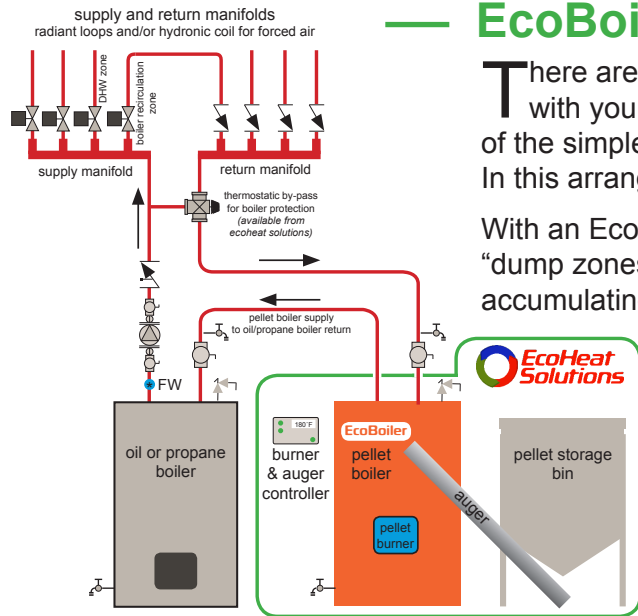 supply and return manifolds
radiant loops and/or hydronic coil for forced air
DHW zone
boiler recirculation
zone
supply manifold
return manifold
thermostatic by-pass
for boiler protection
(available from
ecoheat solutions)
pellet boiler supply
to oil/propane boiler return
FW
oil or propane
boiler
180°F
burner
& auger
controller
EcoBoiler
pellet
boiler
pellet
burner
auger
EcoHeat
Solutions
pellet storage
bin
EcoBoi
There are
with you
of the simple
In this arrang
With an Eco
“dump zones
accumulatin